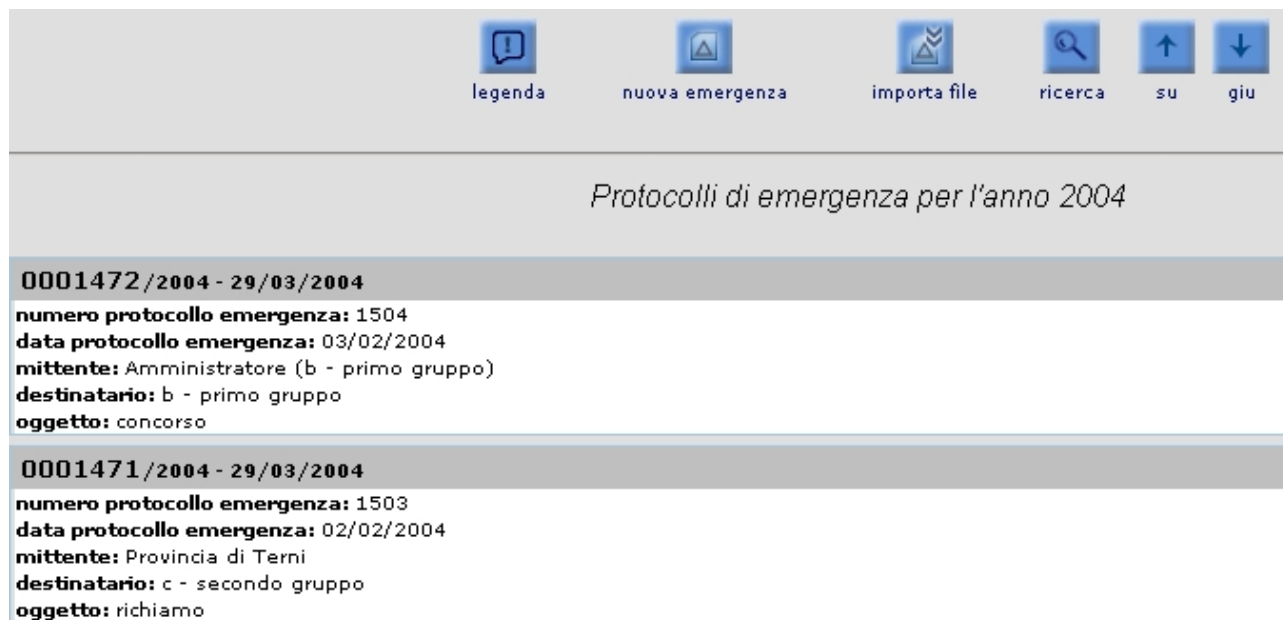 legenda nuova emergenza importa file ricerca su giu
Protocolli di emergenza per l'anno 2004
0001472/2004 - 29/03/2004
numero protocollo emergenza: 1504
data protocollo emergenza: 03/02/2004
mittente: Amministratore (b - primo gruppo)
destinatario: b - primo gruppo
oggetto: concorso
0001471/2004 - 29/03/2004
numero protocollo emergenza: 1503
data protocollo emergenza: 02/02/2004
mittente: Provincia di Terni
destinatario: c - secondo gruppo
oggetto: richiamo